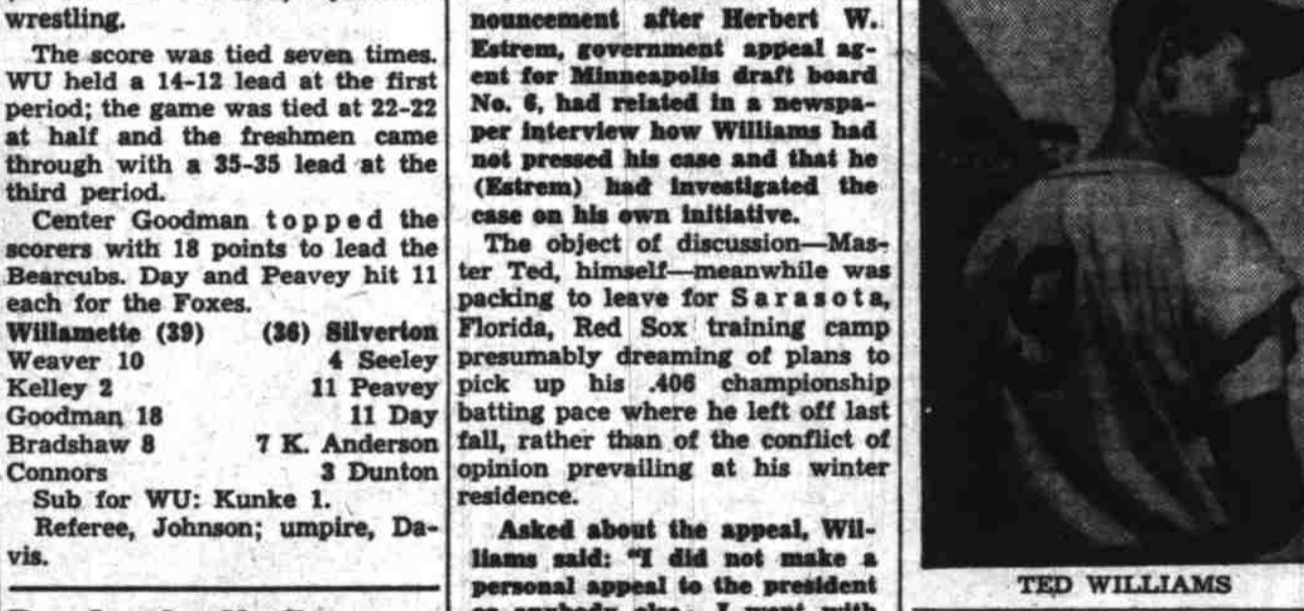 wrestling.
The score was tied seven times.
WU held a 14-12 lead at the first
period; the game was tied at 22-22
at half and the freshmen came
through with a 35-35 lead at the
third period.
Center Goodman topped the
scorers with 18 points to lead the
Bearcubs. Day and Peavey hit 11
each for the Foxes.
Willamette (39) (36) Silverton
Weaver 10 4 Seeley
Kelley 2 11 Peavey
Goodman 18 11 Day
Bradshaw 8 7 K. Anderson
Connors 3 Dunton
Sub for WU: Kunke 1.
Referee, Johnson; umpire, Da-
vis.
nouncement after Herbert W.
Estrem, government appeal ag-
ent for Minneapolis draft board
No. 6, had related in a newspa-
per interview how Williams had
not pressed his case and that he
(Estrem) had investigated the
case on his own initiative.
The object of discussion—Mas-
ter Ted, himself—meanwhile was
packing to leave for Sarasota,
Florida, Red Sox training camp
presumably dreaming of plans to
pick up his .406 championship
batting pace where he left off last
fall, rather than of the conflict of
opinion prevailing at his winter
residence.
Asked about the appeal, Wil-
liams said: "I did not make a
personal appeal to the president
TED WILLIAMS